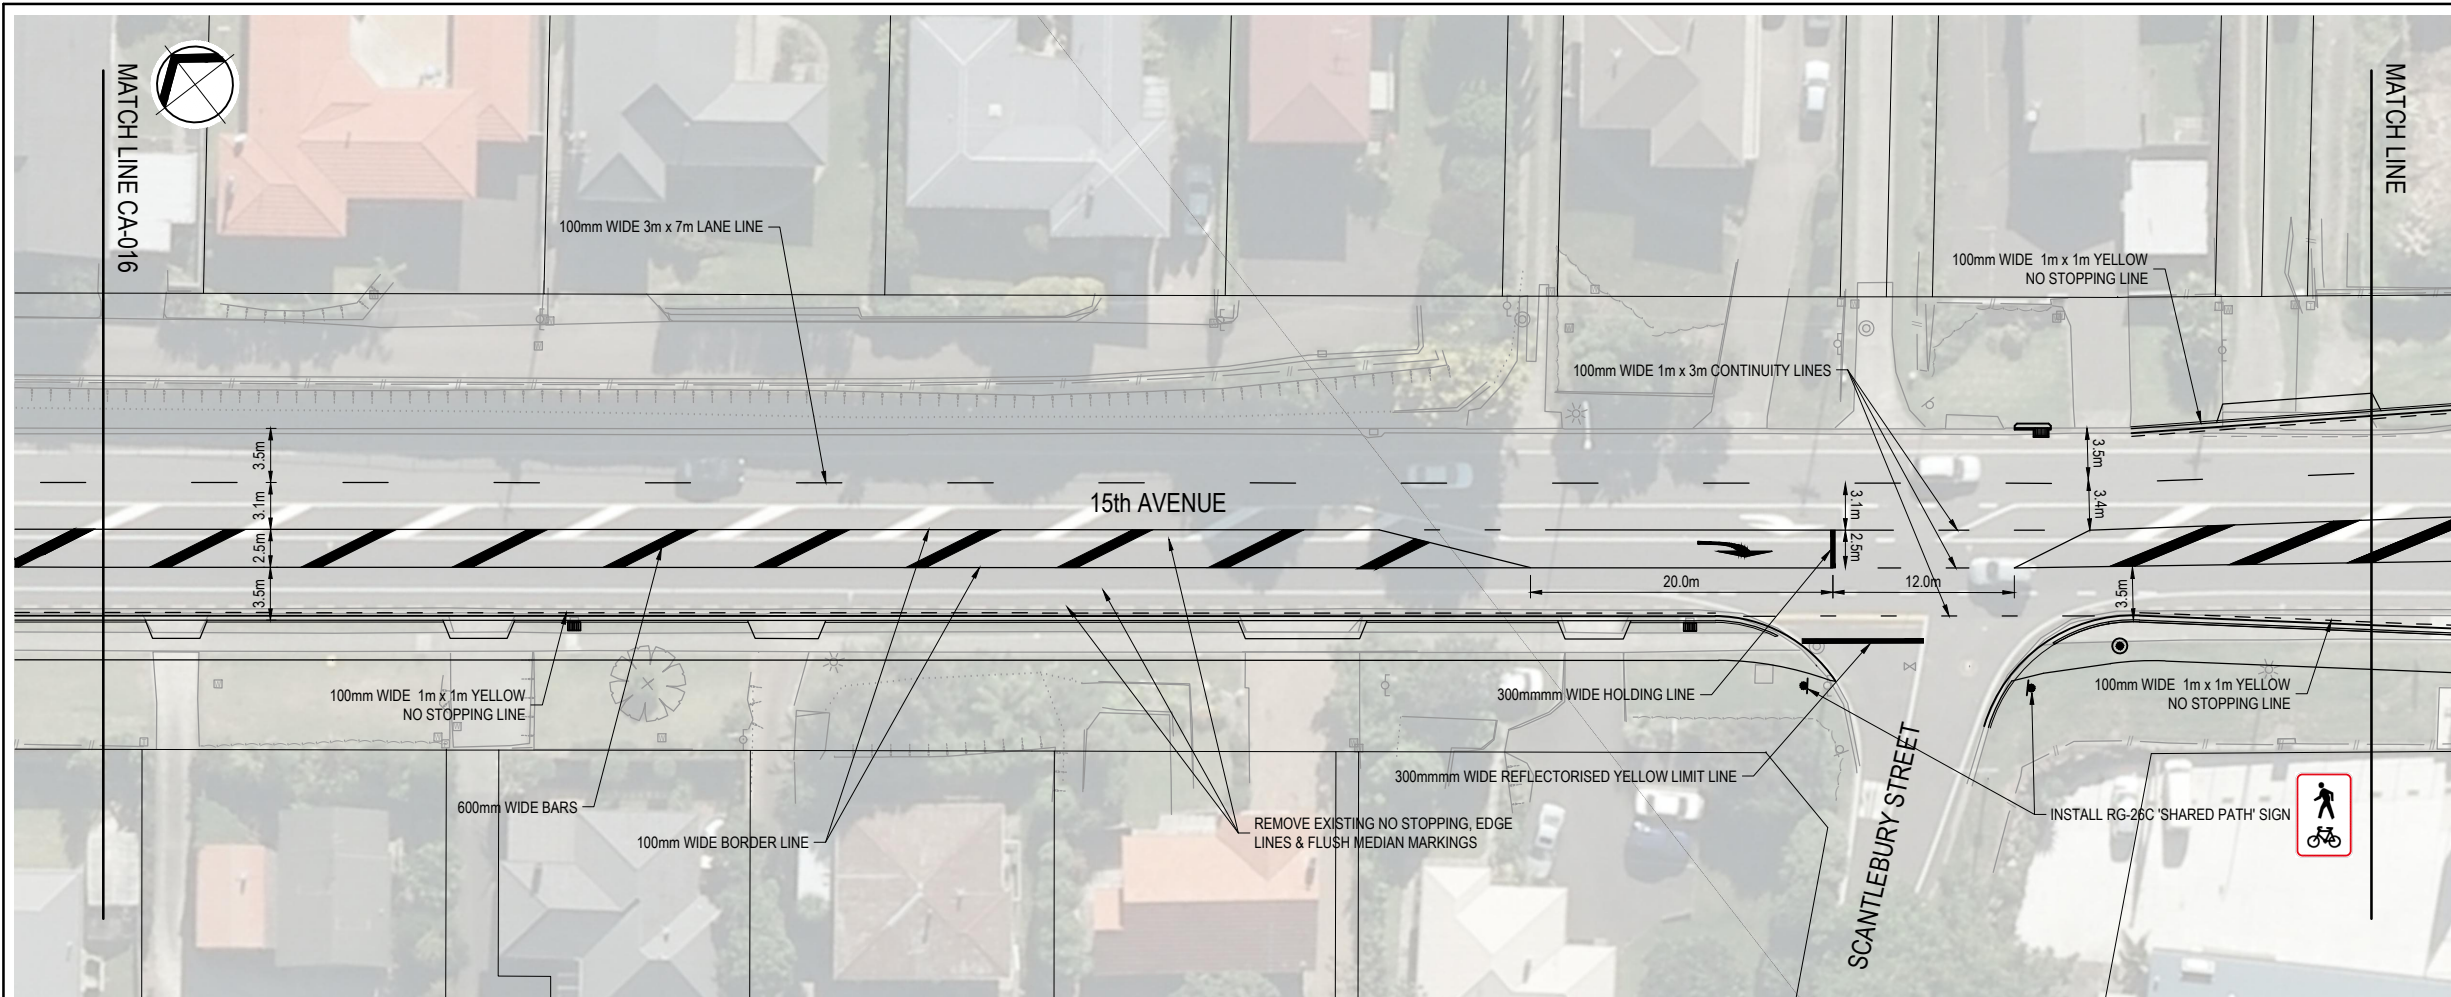 MATCH LINE CA-016
MATCH LINE
100mm WIDE 3m x 7m LANE LINE
100mm WIDE  1m x 1m YELLOW
NO STOPPING LINE
100mm WIDE 1m x 3m CONTINUITY LINES
15th AVENUE
3.5m
3.1m
2.5m
3.5m
3.1m
2.5m
3.5m
3.4m
3.5m
20.0m
12.0m
100mm WIDE  1m x 1m YELLOW
NO STOPPING LINE
300mmmm WIDE HOLDING LINE
100mm WIDE  1m x 1m YELLOW
NO STOPPING LINE
300mmmm WIDE REFLECTORISED YELLOW LIMIT LINE
600mm WIDE BARS
100mm WIDE BORDER LINE
REMOVE EXISTING NO STOPPING, EDGE
LINES & FLUSH MEDIAN MARKINGS
SCANTLEBURY STREET
INSTALL RG-26C 'SHARED PATH' SIGN